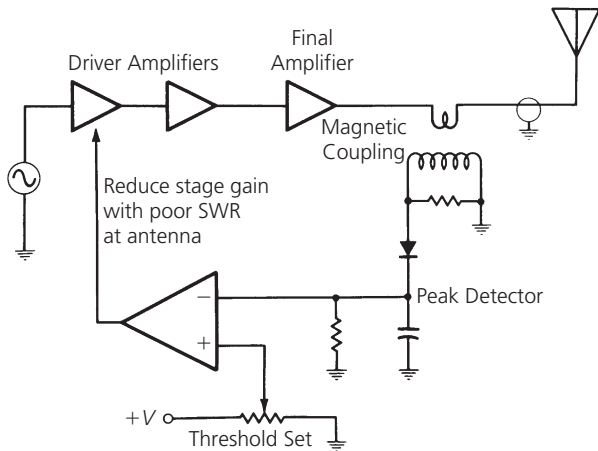 Final
Amplifier
Driver Amplifiers
Magnetic
Coupling
Reduce stage gain
with poor SWR
at antenna
Peak Detector
−
+
+V
Threshold Set